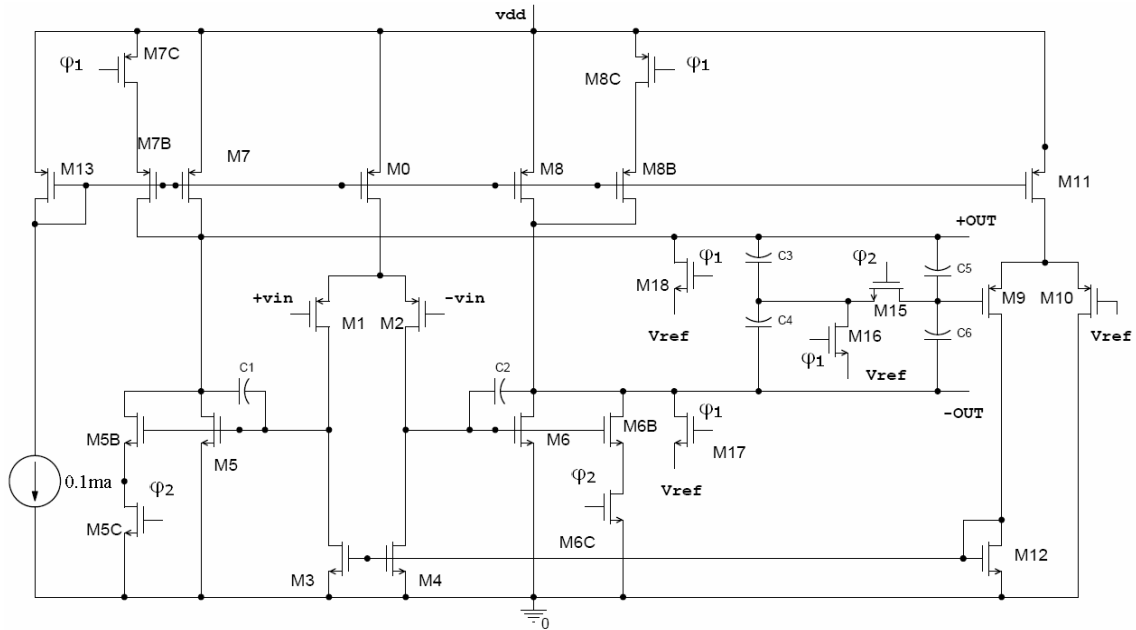 vdd
M7C
φ1
M8C
φ1
M7B
M7
M13
M0
M8
M8B
M11
+OUT
C3
φ2
C5
M18
φ1
Vref
+vin
-vin
M1
M2
C4
M15
M16
φ1
Vref
C6
M9
M10
Vref
C1
C2
-OUT
M5B
M5
M6
M6B
φ1
M17
Vref
0.1ma
φ2
φ2
M5C
M6C
M3
M4
M12
0